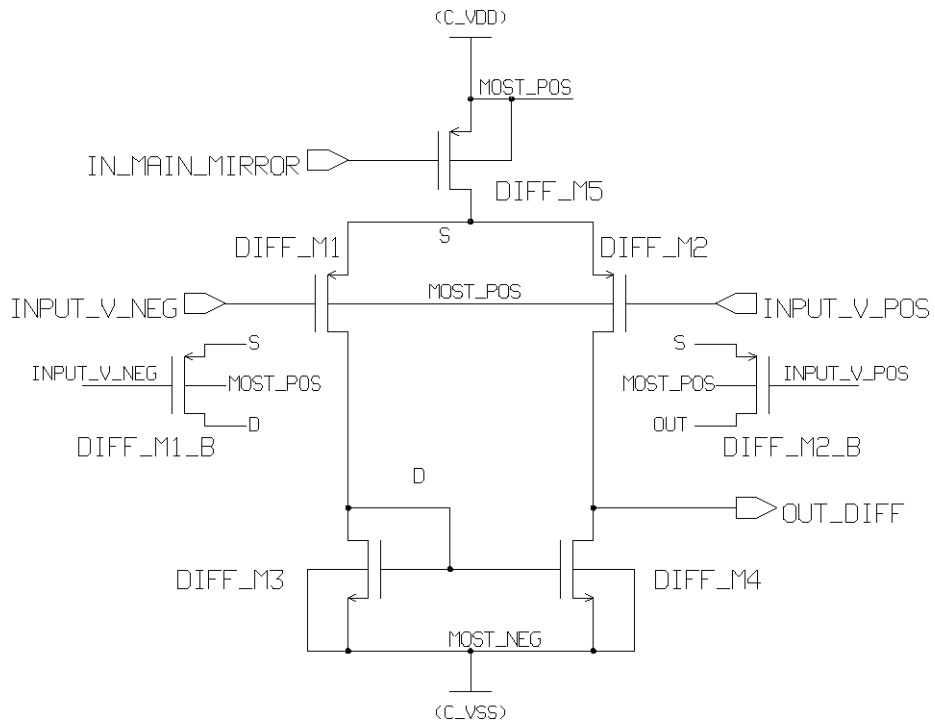 (C_VDD)
MOST_POS
IN_MAIN_MIRROR
DIFF_M5
S
DIFF_M1
DIFF_M2
MOST_POS
INPUT_V_NEG
INPUT_V_POS
S
S
INPUT_V_NEG
MOST_POS
MOST_POS
INPUT_V_POS
D
OUT
DIFF_M1_B
DIFF_M2_B
D
OUT_DIFF
DIFF_M3
DIFF_M4
MOST_NEG
(C_VSS)